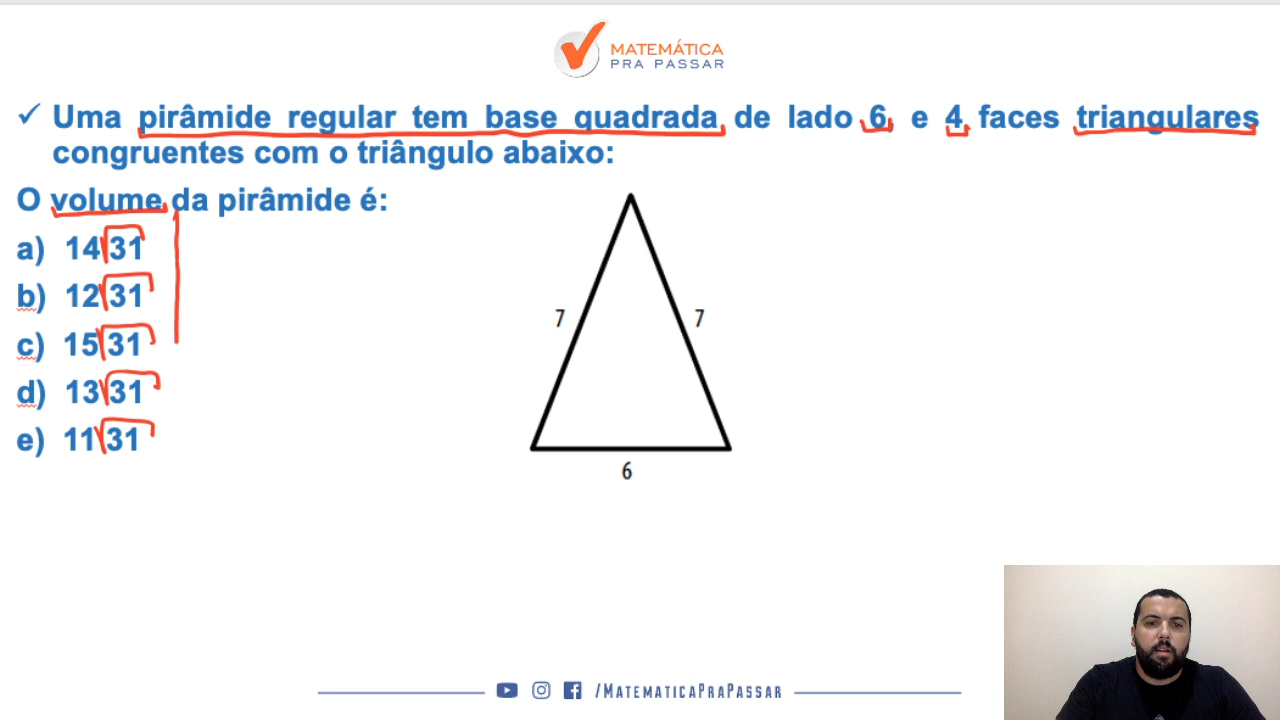 MATEMÁTICA
PRA PASSAR
✓ Uma pirâmide regular tem base quadrada de lado 6, e 4 faces triangulares
congruentes com o triângulo abaixo:
O volume da pirâmide é:
a) 14√31
b) 12√31
c) 15√31
d) 13√31
e) 11√31
7
7
6
/MATEMATICAPRAPASSAR